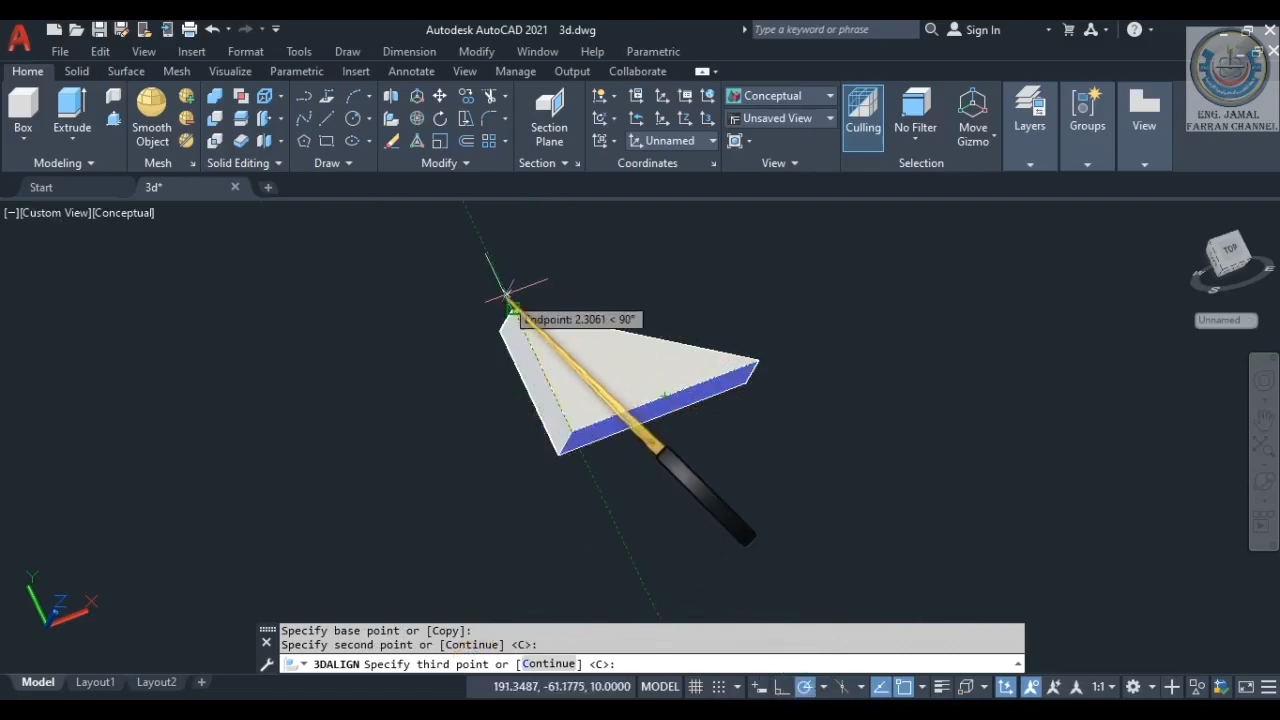 Autodesk AutoCAD 2021 3d.dwg
Type a keyword or phrase
Sign In
File Edit View Insert Format Tools Draw Dimension Modify Window Help Parametric
Home Solid Surface Mesh Visualize Parametric Insert Annotate View Manage Output Collaborate
Box
Extrude
Smooth
Object
Section
Plane
Conceptual
Unsaved View
Unnamed
Culling
No Filter
Move
Gizmo
Layers
Groups
View
ENG. JAMAL
FARRAN CHANNEL
Modeling
Mesh
Solid Editing
Draw
Modify
Section
Coordinates
View
Selection
Start
3d*
[−][Custom View][Conceptual]
TOP
E
S
Unnamed
Endpoint: 2.3061 < 90°
Y
Z
X
Specify base point or [Copy]:
Specify second point or [Continue] <C>:
3DALIGN Specify third point or [Continue] <C>:
Model Layout1 Layout2
191.3487, -61.1775, 10.0000 MODEL
1:1